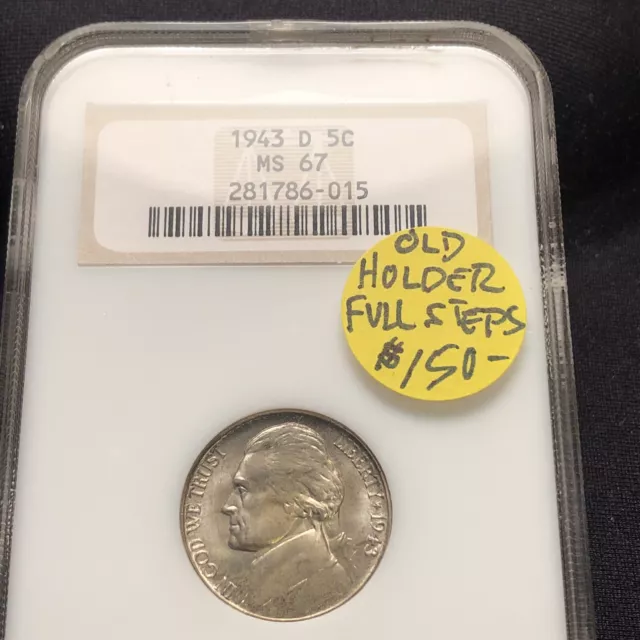 1943 D 5C
MS 67
281786-015
OLD
HOLDER
FULL STEPS
$150-
IN GOD WE TRUST
LIBERTY 1943